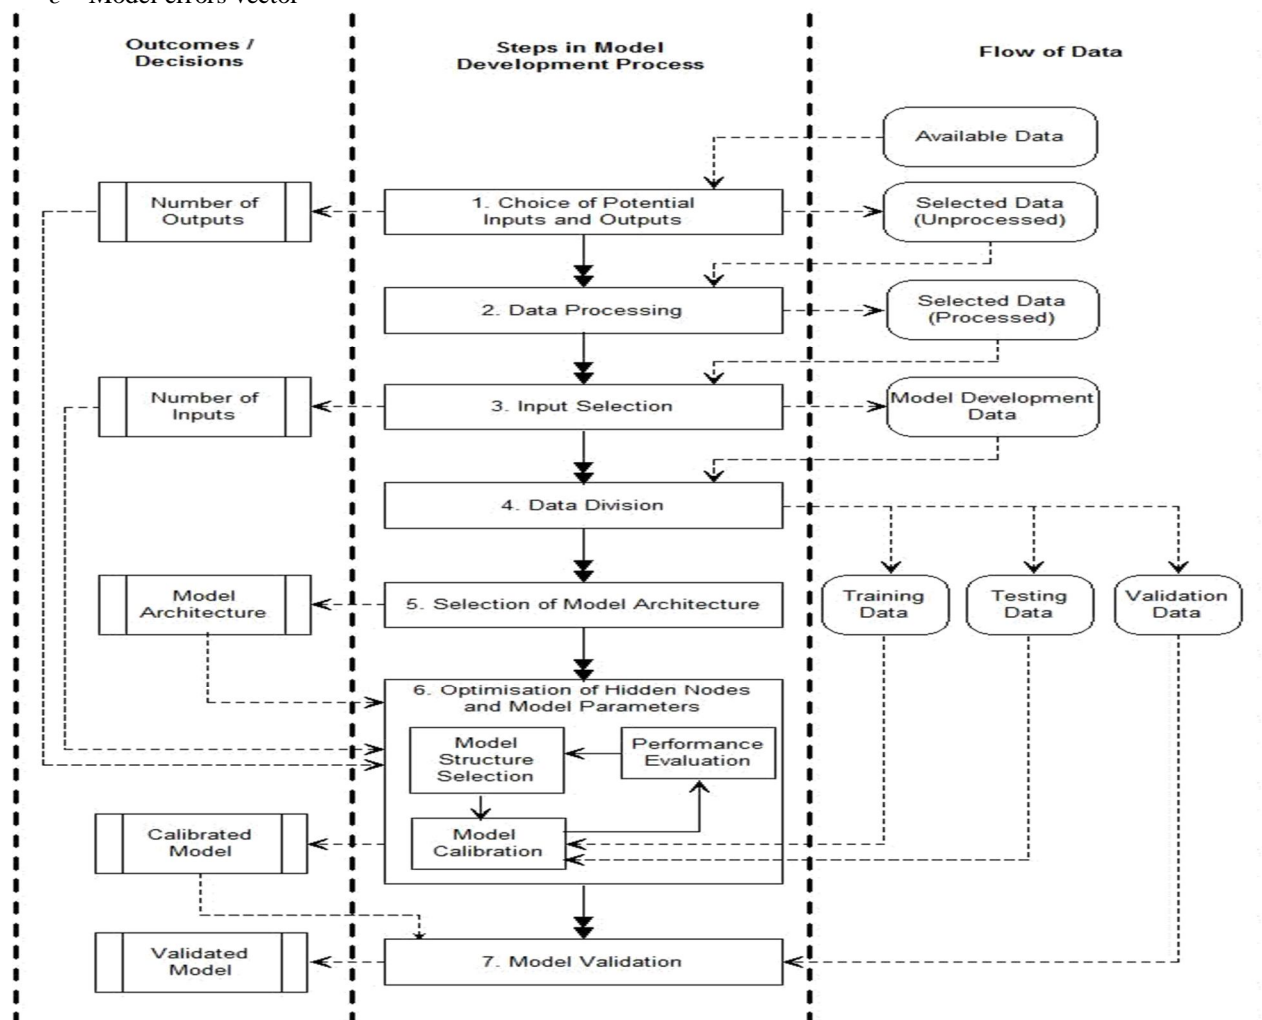 Model errors vector
Outcomes /
Decisions
Steps in Model
Development Process
Flow of Data
Available Data
Number of
Outputs
1. Choice of Potential
Inputs and Outputs
Selected Data
(Unprocessed)
2. Data Processing
Selected Data
(Processed)
Number of
Inputs
3. Input Selection
Model Development
Data
4. Data Division
Model
Architecture
5. Selection of Model Architecture
Training
Data
Testing
Data
Validation
Data
6. Optimisation of Hidden Nodes
and Model Parameters
Model
Structure
Selection
Performance
Evaluation
Calibrated
Model
Model
Calibration
Validated
Model
7. Model Validation